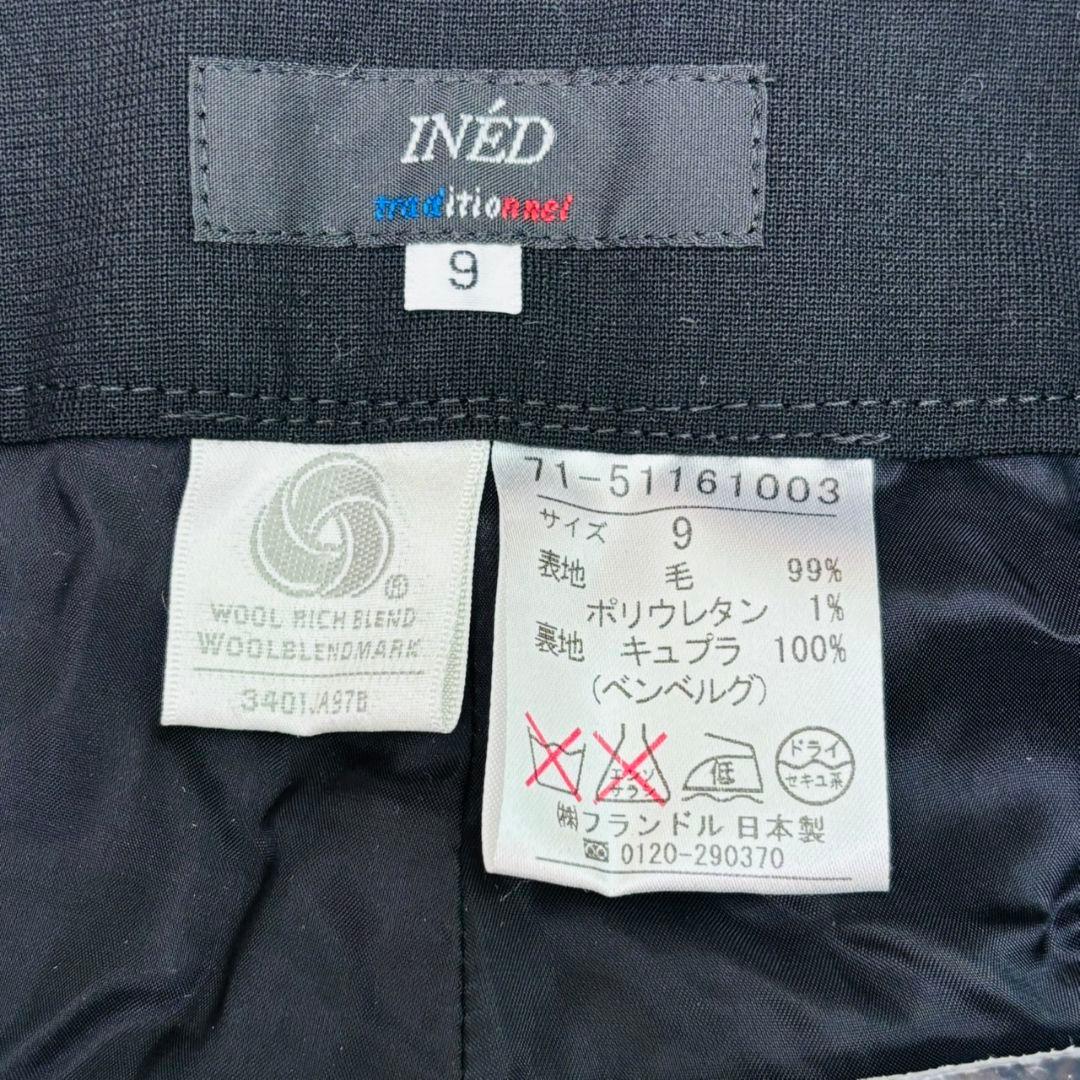 INÉD
traditionnel
9
WOOL RICH BLEND
WOOLBLENDMARK
3401JA97B
71-51161003
サイズ 9
表地 毛 99%
ポリウレタン 1%
裏地 キュプラ 100%
(ベンベルグ)
エンソ
サラシ
低
ドライ
セキユ系
㈱フランドル 日本製
0120-290370